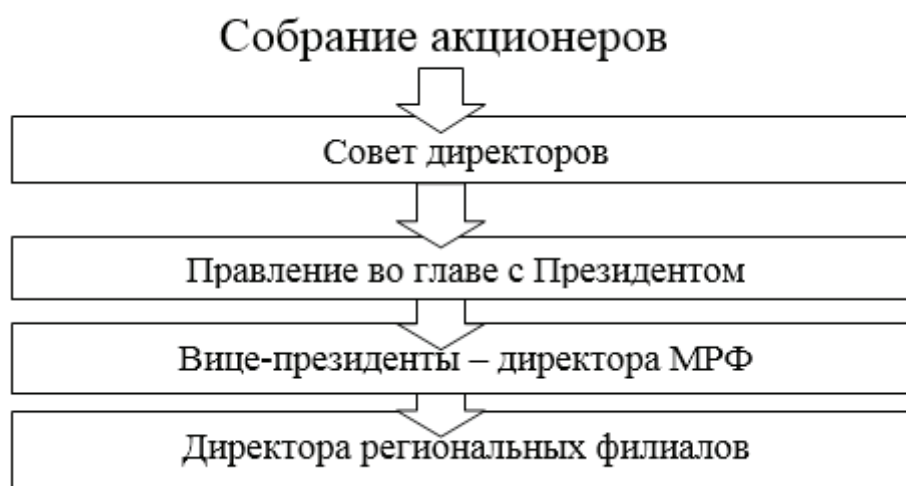 Собрание акционеров
Совет директоров
Правление во главе с Президентом
Вице-президенты – директора МРФ
Директора региональных филиалов